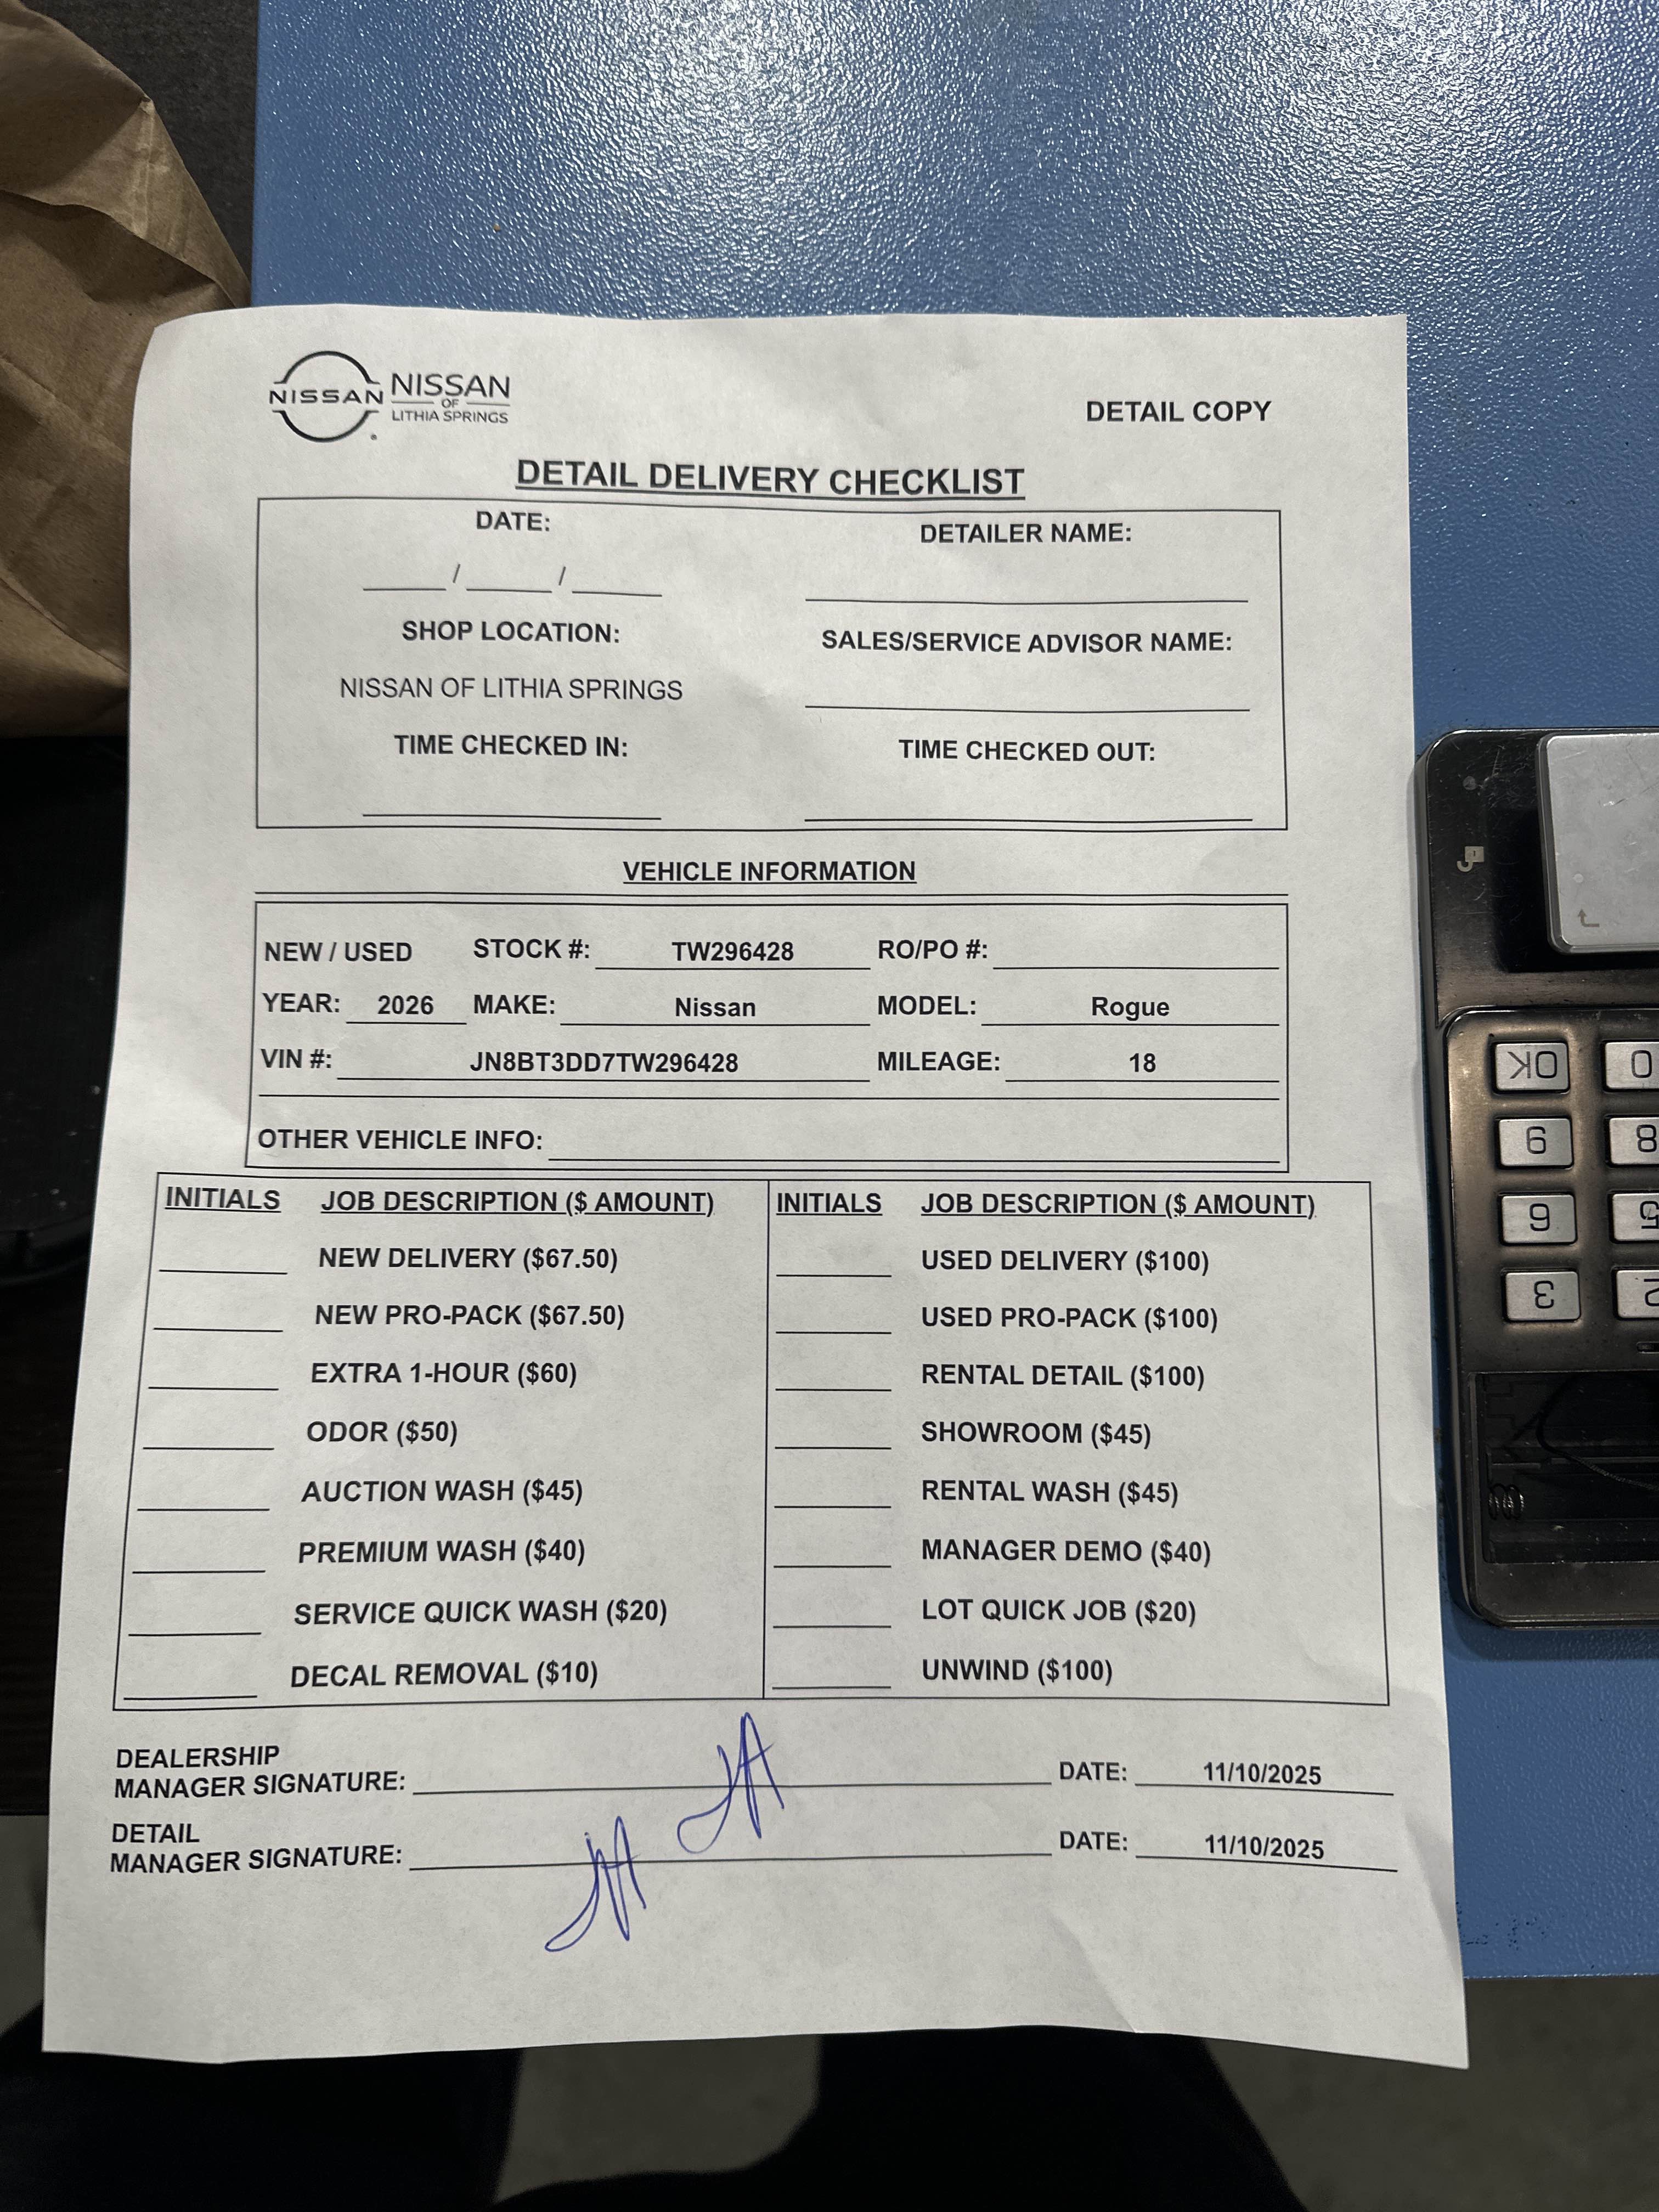 NISSAN
NISSAN
OF
LITHIA SPRINGS
DETAIL COPY
DETAIL DELIVERY CHECKLIST
DATE: DETAILER NAME:
____/____/____ ____
SHOP LOCATION: SALES/SERVICE ADVISOR NAME:
NISSAN OF LITHIA SPRINGS
TIME CHECKED IN: TIME CHECKED OUT:
VEHICLE INFORMATION
NEW / USED STOCK #: TW296428 RO/PO #:
YEAR: 2026 MAKE: Nissan MODEL: Rogue
VIN #: JN8BT3DD7TW296428 MILEAGE: 18
OTHER VEHICLE INFO:
INITIALS JOB DESCRIPTION ($ AMOUNT) INITIALS JOB DESCRIPTION ($ AMOUNT)
NEW DELIVERY ($67.50) USED DELIVERY ($100)
NEW PRO-PACK ($67.50) USED PRO-PACK ($100)
EXTRA 1-HOUR ($60) RENTAL DETAIL ($100)
ODOR ($50) SHOWROOM ($45)
AUCTION WASH ($45) RENTAL WASH ($45)
PREMIUM WASH ($40) MANAGER DEMO ($40)
SERVICE QUICK WASH ($20) LOT QUICK JOB ($20)
DECAL REMOVAL ($10) UNWIND ($100)
DEALERSHIP
MANAGER SIGNATURE: DATE: 11/10/2025
DETAIL
MANAGER SIGNATURE: DATE: 11/10/2025
OK 0
9 8
6 5
3 2